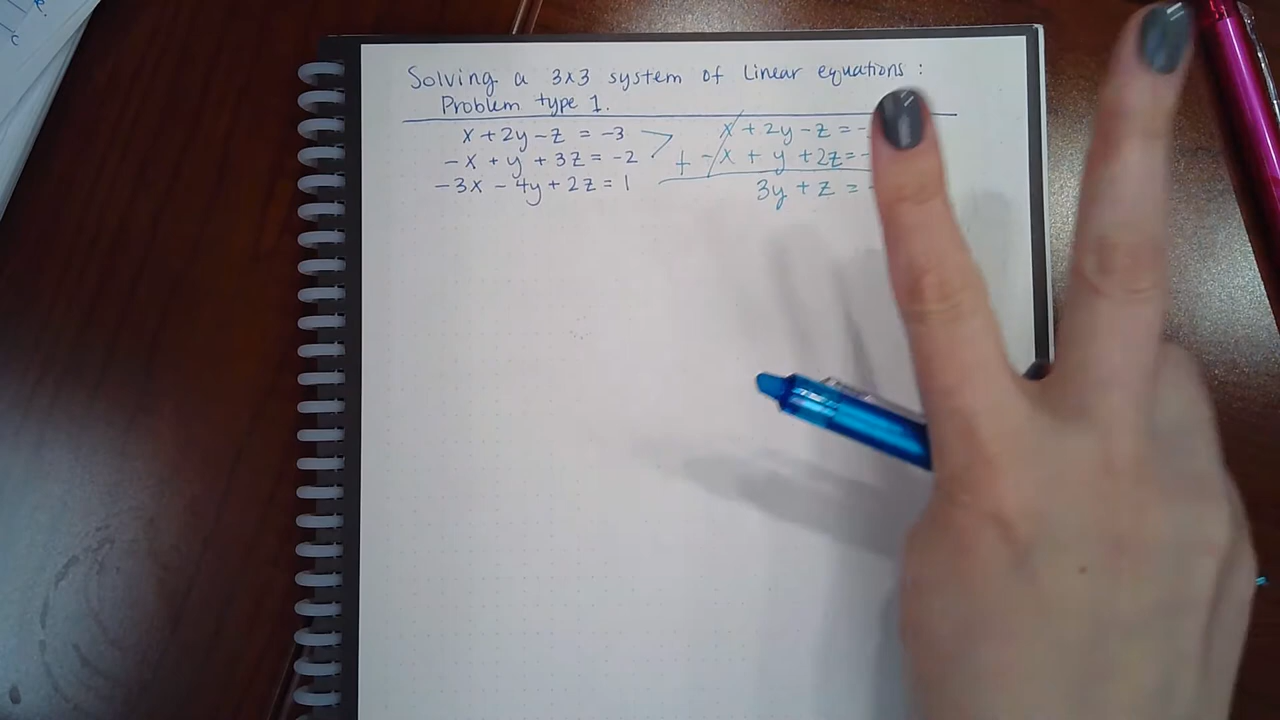 Solving a 3x3 system of linear equations:
Problem type 1.
x + 2y - z = -3
-x + y + 3z = -2
-3x - 4y + 2z = 1
x + 2y - z = -
+ -x + y + 2z = -
3y + z = -